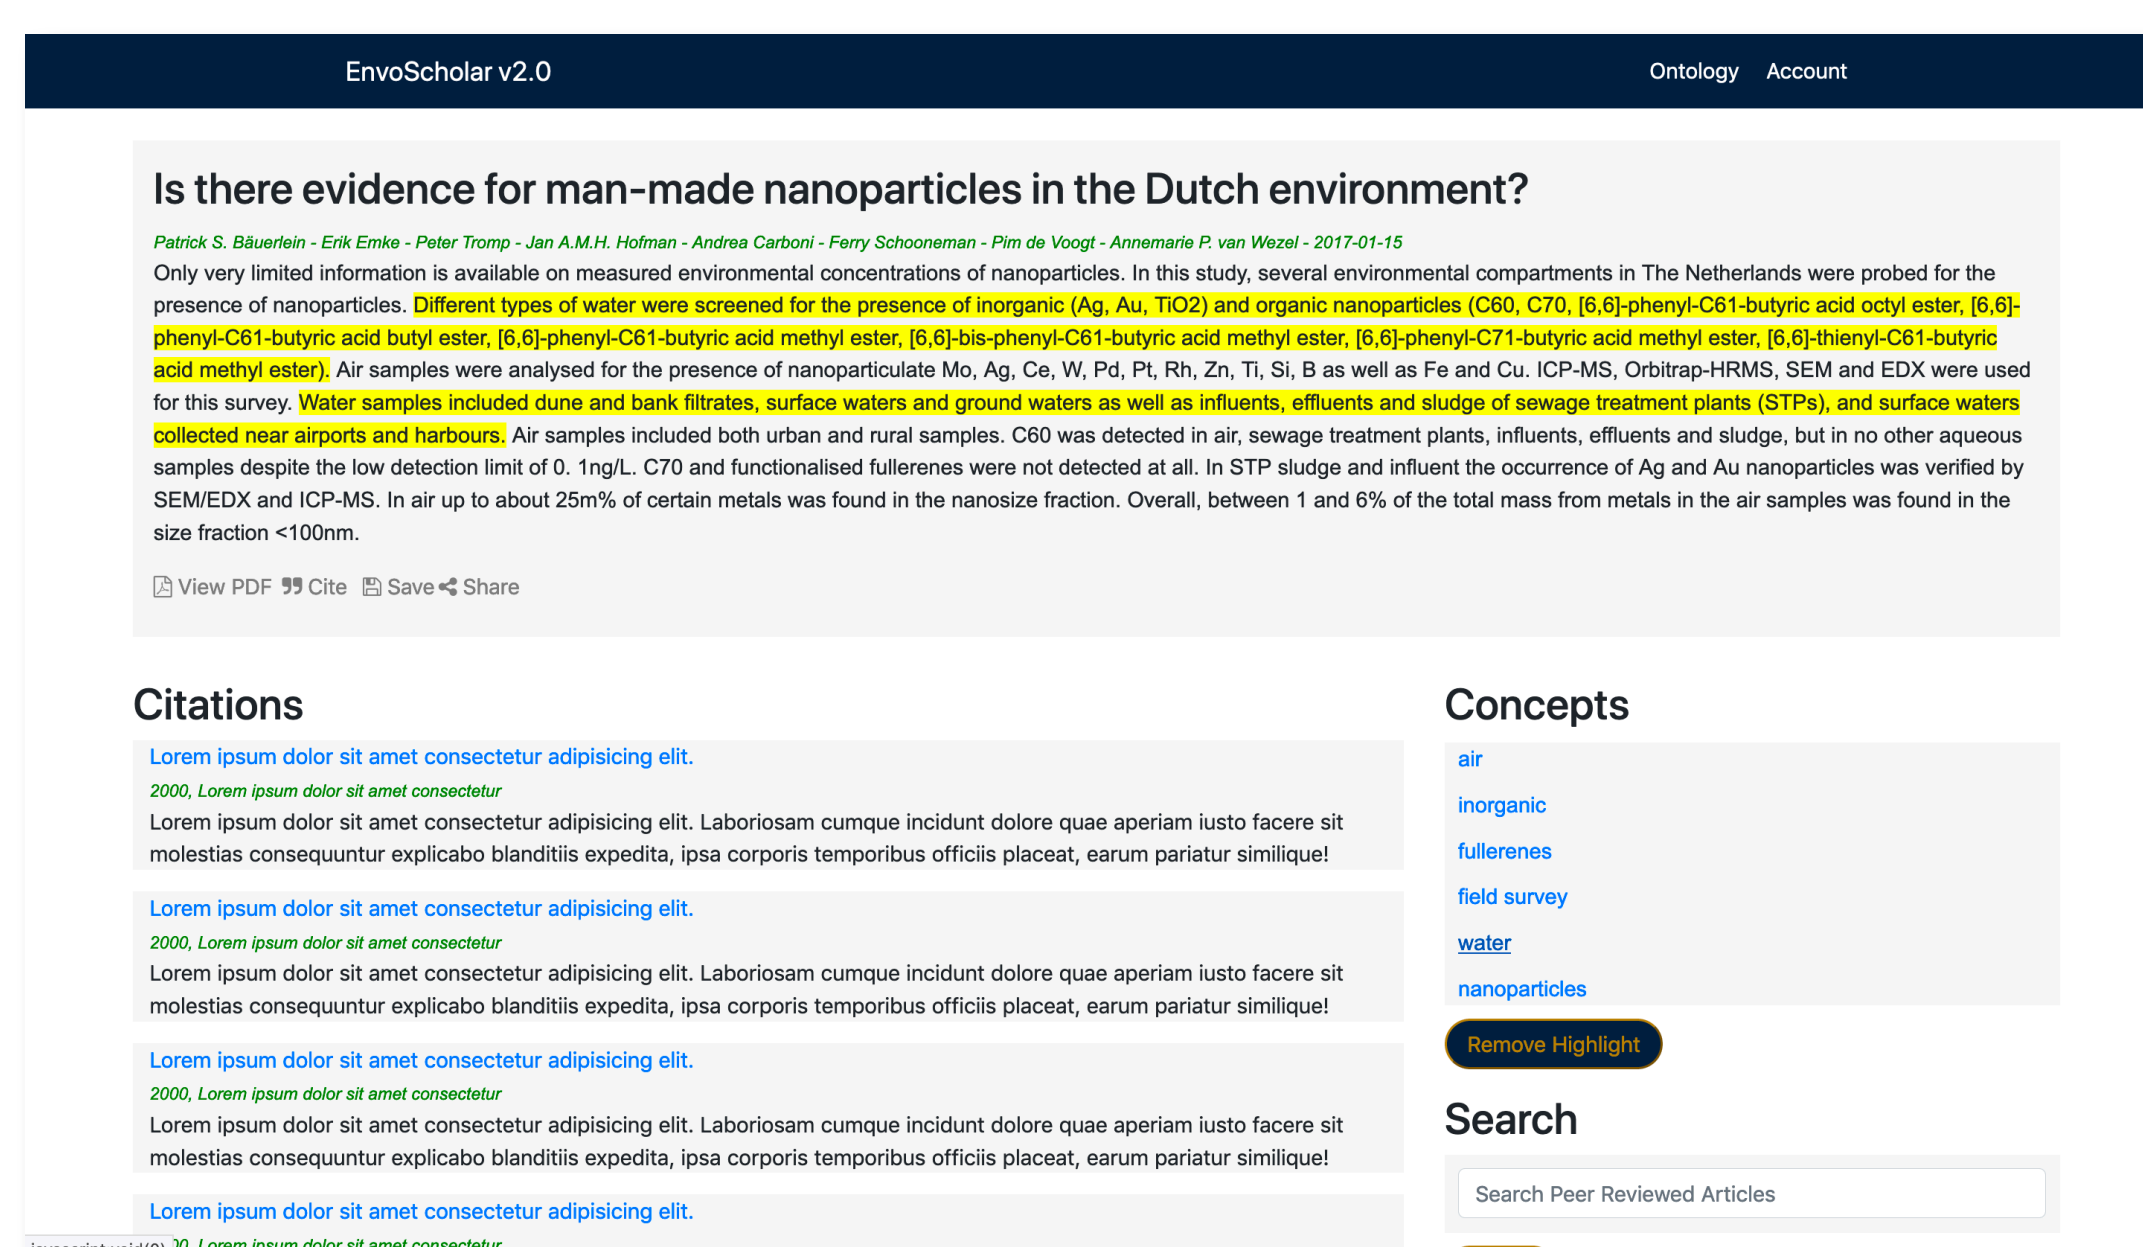 EnvoScholar v2.0
Ontology Account
Is there evidence for man-made nanoparticles in the Dutch environment?
Patrick S. Bäuerlein - Erik Emke - Peter Tromp - Jan A.M.H. Hofman - Andrea Carboni - Ferry Schooneman - Pim de Voogt - Annemarie P. van Wezel - 2017-01-15
Only very limited information is available on measured environmental concentrations of nanoparticles. In this study, several environmental compartments in The Netherlands were probed for the
presence of nanoparticles. Different types of water were screened for the presence of inorganic (Ag, Au, TiO2) and organic nanoparticles (C60, C70, [6,6]-phenyl-C61-butyric acid octyl ester, [6,6]-
phenyl-C61-butyric acid butyl ester, [6,6]-phenyl-C61-butyric acid methyl ester, [6,6]-bis-phenyl-C61-butyric acid methyl ester, [6,6]-phenyl-C71-butyric acid methyl ester, [6,6]-thienyl-C61-butyric
acid methyl ester). Air samples were analysed for the presence of nanoparticulate Mo, Ag, Ce, W, Pd, Pt, Rh, Zn, Ti, Si, B as well as Fe and Cu. ICP-MS, Orbitrap-HRMS, SEM and EDX were used
for this survey. Water samples included dune and bank filtrates, surface waters and ground waters as well as influents, effluents and sludge of sewage treatment plants (STPs), and surface waters
collected near airports and harbours. Air samples included both urban and rural samples. C60 was detected in air, sewage treatment plants, influents, effluents and sludge, but in no other aqueous
samples despite the low detection limit of 0. 1ng/L. C70 and functionalised fullerenes were not detected at all. In STP sludge and influent the occurrence of Ag and Au nanoparticles was verified by
SEM/EDX and ICP-MS. In air up to about 25m% of certain metals was found in the nanosize fraction. Overall, between 1 and 6% of the total mass from metals in the air samples was found in the
size fraction <100nm.
View PDF Cite Save Share
Citations
Lorem ipsum dolor sit amet consectetur adipisicing elit.
2000, Lorem ipsum dolor sit amet consectetur
Lorem ipsum dolor sit amet consectetur adipisicing elit. Laboriosam cumque incidunt dolore quae aperiam iusto facere sit
molestias consequuntur explicabo blanditiis expedita, ipsa corporis temporibus officiis placeat, earum pariatur similique!
Lorem ipsum dolor sit amet consectetur adipisicing elit.
2000, Lorem ipsum dolor sit amet consectetur
Lorem ipsum dolor sit amet consectetur adipisicing elit. Laboriosam cumque incidunt dolore quae aperiam iusto facere sit
molestias consequuntur explicabo blanditiis expedita, ipsa corporis temporibus officiis placeat, earum pariatur similique!
Lorem ipsum dolor sit amet consectetur adipisicing elit.
2000, Lorem ipsum dolor sit amet consectetur
Lorem ipsum dolor sit amet consectetur adipisicing elit. Laboriosam cumque incidunt dolore quae aperiam iusto facere sit
molestias consequuntur explicabo blanditiis expedita, ipsa corporis temporibus officiis placeat, earum pariatur similique!
Lorem ipsum dolor sit amet consectetur adipisicing elit.
Lorem ipsum dolor sit amet consectetur
Concepts
air
inorganic
fullerenes
field survey
water
nanoparticles
Remove Highlight
Search
Search Peer Reviewed Articles